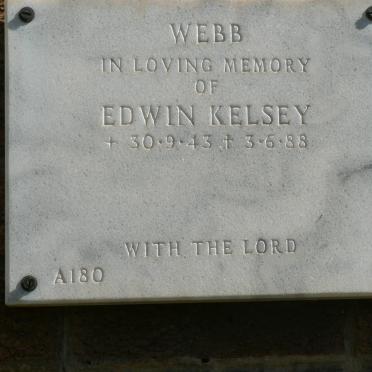 WEBB
IN LOVING MEMORY
OF
EDWIN KELSEY
+ 30·9·43 † 3·6·88
WITH THE LORD
A180